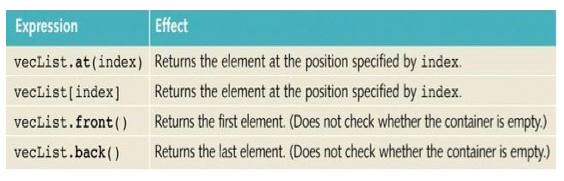 Expression Effect
vecList.at(index) Returns the element at the position specified by index.
vecList[index] Returns the element at the position specified by index.
vecList.front() Returns the first element. (Does not check whether the container is empty.)
vecList.back() Returns the last element. (Does not check whether the container is empty.)